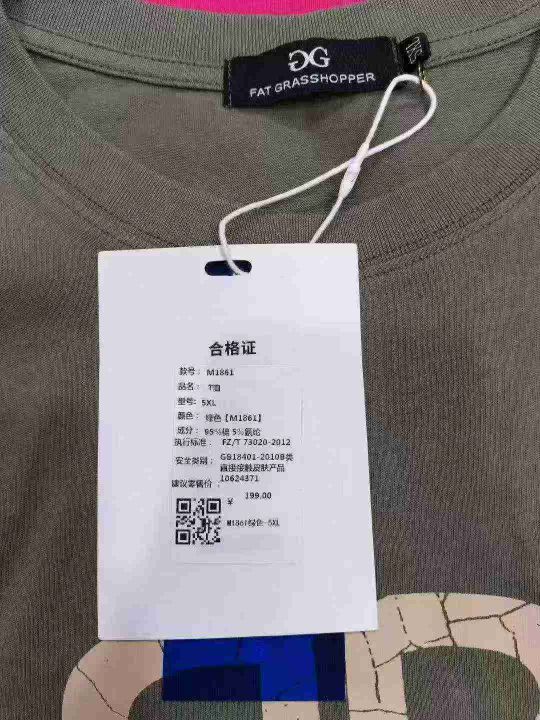 GG
FAT GRASSHOPPER
合格证
款号： M1861
品名： T恤
型号: 5XL
颜色： 绿色【M1861】
成分： 95%棉 5%氨纶
执行标准： FZ/T 73020-2012
安全类别： GB18401-2010B类
直接接触皮肤产品
10624371
建议零售价：
￥ 199.00
M1861绿色-5XL